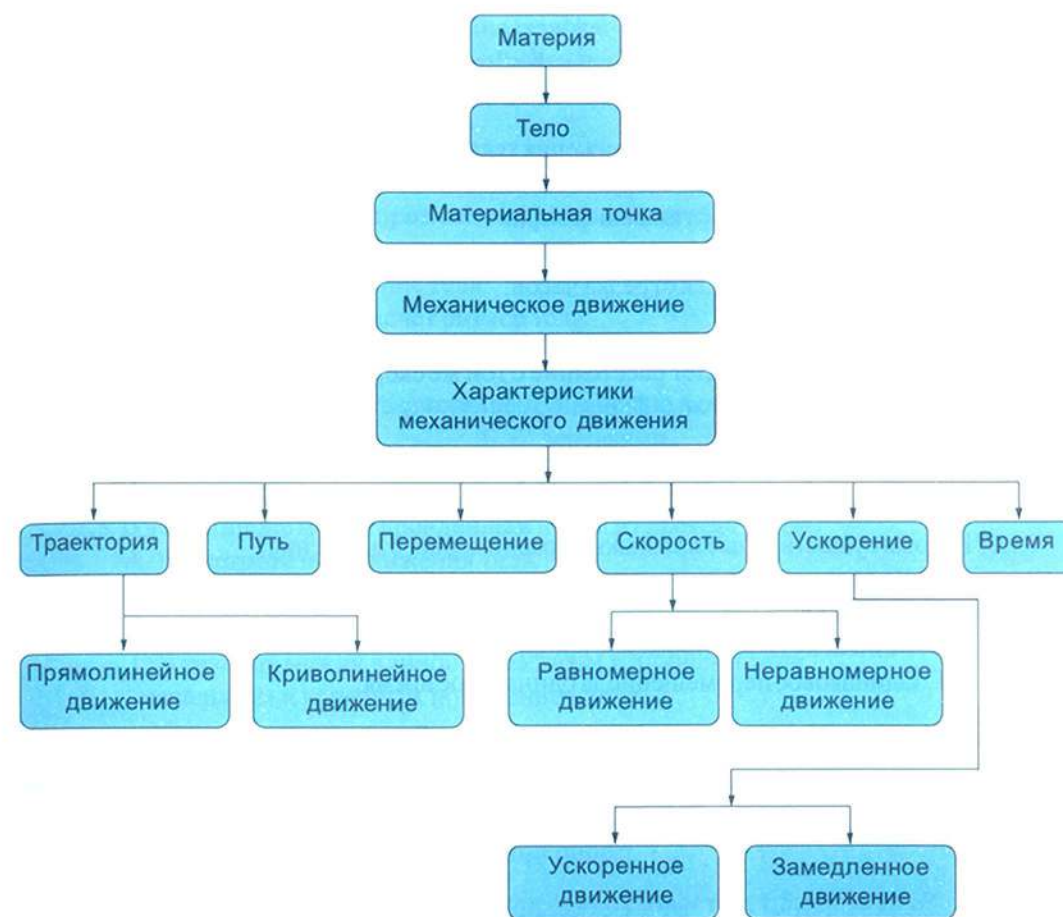 Материя
Тело
Материальная точка
Механическое движение
Характеристики
механического движения
Траектория
Путь
Перемещение
Скорость
Ускорение
Время
Прямолинейное
движение
Криволинейное
движение
Равномерное
движение
Неравномерное
движение
Ускоренное
движение
Замедленное
движение